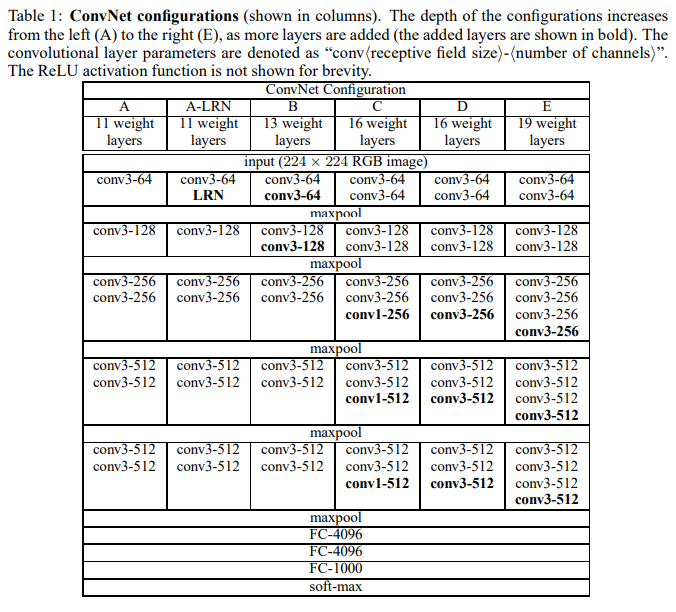 Table 1: ConvNet configurations (shown in columns). The depth of the configurations increases
from the left (A) to the right (E), as more layers are added (the added layers are shown in bold). The
convolutional layer parameters are denoted as “conv⟨receptive field size⟩-⟨number of channels⟩”.
The ReLU activation function is not shown for brevity.
ConvNet Configuration
A A-LRN B C D E
11 weight 11 weight 13 weight 16 weight 16 weight 19 weight
layers layers layers layers layers layers
input (224 × 224 RGB image)
conv3-64 conv3-64 conv3-64 conv3-64 conv3-64 conv3-64
LRN conv3-64 conv3-64 conv3-64 conv3-64
maxpool
conv3-128 conv3-128 conv3-128 conv3-128 conv3-128 conv3-128
conv3-128 conv3-128 conv3-128 conv3-128
maxpool
conv3-256 conv3-256 conv3-256 conv3-256 conv3-256 conv3-256
conv3-256 conv3-256 conv3-256 conv3-256 conv3-256 conv3-256
conv1-256 conv3-256 conv3-256
conv3-256
maxpool
conv3-512 conv3-512 conv3-512 conv3-512 conv3-512 conv3-512
conv3-512 conv3-512 conv3-512 conv3-512 conv3-512 conv3-512
conv1-512 conv3-512 conv3-512
conv3-512
maxpool
conv3-512 conv3-512 conv3-512 conv3-512 conv3-512 conv3-512
conv3-512 conv3-512 conv3-512 conv3-512 conv3-512 conv3-512
conv1-512 conv3-512 conv3-512
conv3-512
maxpool
FC-4096
FC-4096
FC-1000
soft-max